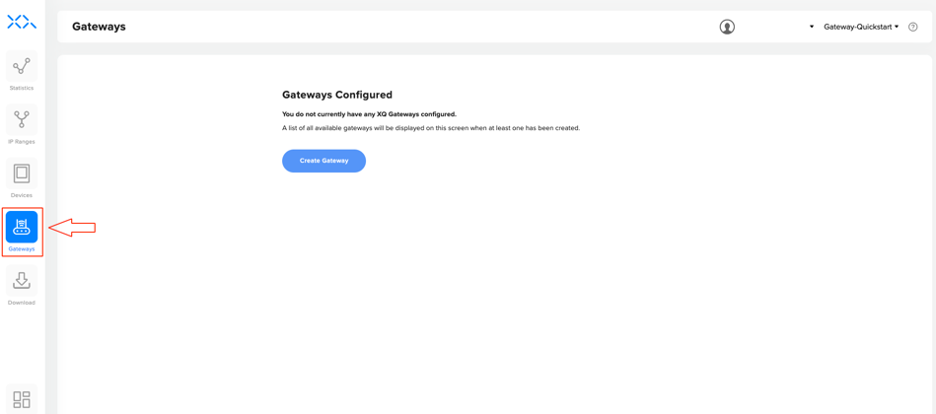 Gateways
Gateway-Quickstart
Statistics
IP Ranges
Devices
Gateways
Download
Gateways Configured
You do not currently have any XQ Gateways configured.
A list of all available gateways will be displayed on this screen when at least one has been created.
Create Gateway